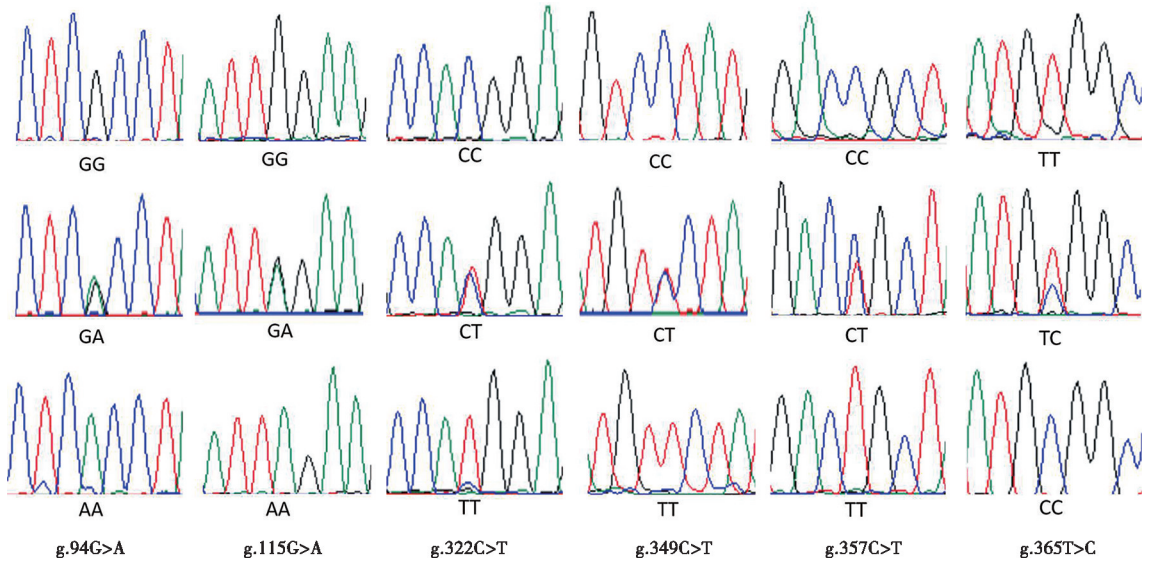 GG GG CC CC CC TT
GA GA CT CT CT TC
AA AA TT TT TT CC
g.94G>A g.115G>A g.322C>T g.349C>T g.357C>T g.365T>C